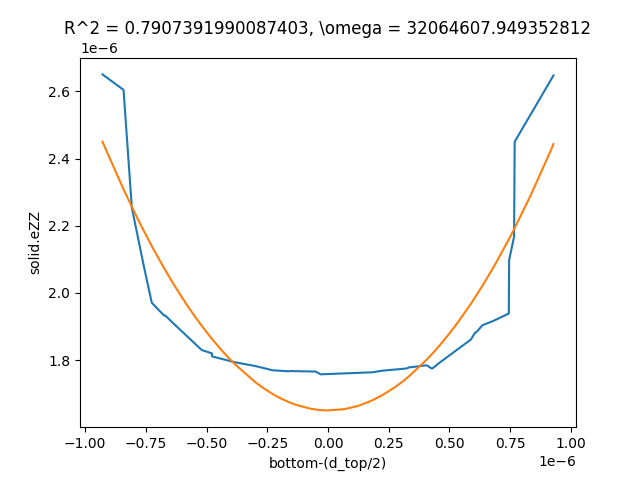 R^2 = 0.7907391990087403, \omega = 32064607.949352812
1e−6
2.6
2.4
2.2
2.0
1.8
solid.eZZ
−1.00 −0.75 −0.50 −0.25 0.00 0.25 0.50 0.75 1.00
bottom-(d_top/2)
1e−6